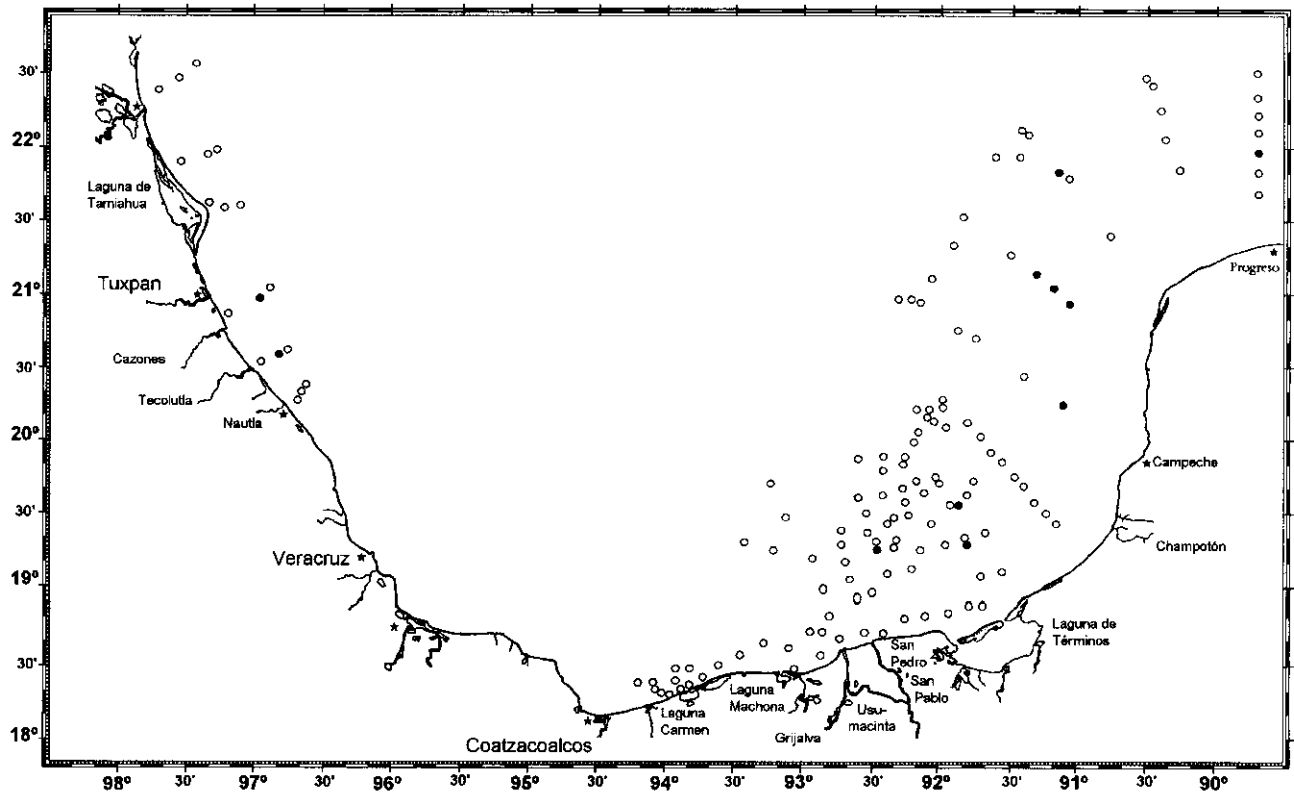 30'
22º
Laguna de
Tamiahua
30'
Progreso
Tuxpan
21º
Cazones
30'
Tecolutla
Nautla
20º
Campeche
30'
Champotón
Veracruz
19º
Laguna de
Términos
San
Pedro
30'
San
Pablo
Laguna
Machona
Laguna
Carmen
Usu-
macinta
Grijalva
18º
Coatzacoalcos
98º 30' 97º 30' 96º 30' 95º 30' 94º 30' 93º 30' 92º 30' 91º 30' 90º